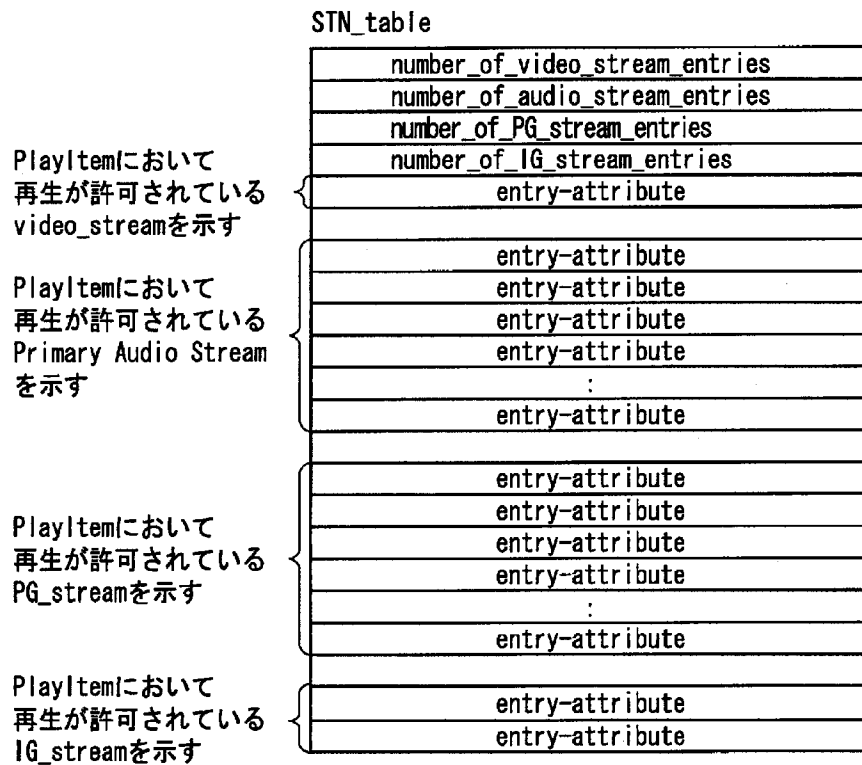 STN_table
number_of_video_stream_entries
number_of_audio_stream_entries
number_of_PG_stream_entries
number_of_IG_stream_entries
PlayItemにおいて
再生が許可されている
video_streamを示す
entry-attribute
PlayItemにおいて
再生が許可されている
Primary Audio Stream
を示す
entry-attribute
entry-attribute
entry-attribute
entry-attribute
:
entry-attribute
PlayItemにおいて
再生が許可されている
PG_streamを示す
entry-attribute
entry-attribute
entry-attribute
entry-attribute
:
entry-attribute
PlayItemにおいて
再生が許可されている
IG_streamを示す
entry-attribute
entry-attribute